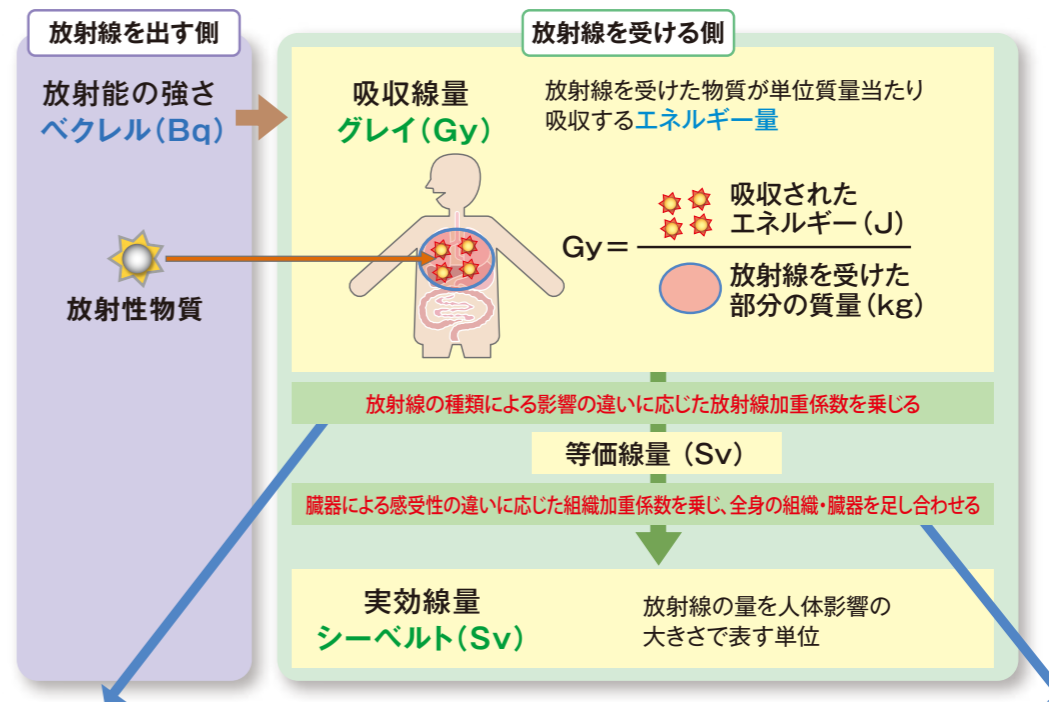 放射線を出す側
放射能の強さ
ベクレル(Bq)
放射性物質
放射線を受ける側
吸収線量
グレイ(Gy)
放射線を受けた物質が単位質量当たり
吸収するエネルギー量
Gy=
吸収された
エネルギー(J)
放射線を受けた
部分の質量(kg)
放射線の種類による影響の違いに応じた放射線加重係数を乗じる
等価線量 (Sv)
臓器による感受性の違いに応じた組織加重係数を乗じ、全身の組織・臓器を足し合わせる
実効線量
シーベルト(Sv)
放射線の量を人体影響の
大きさで表す単位